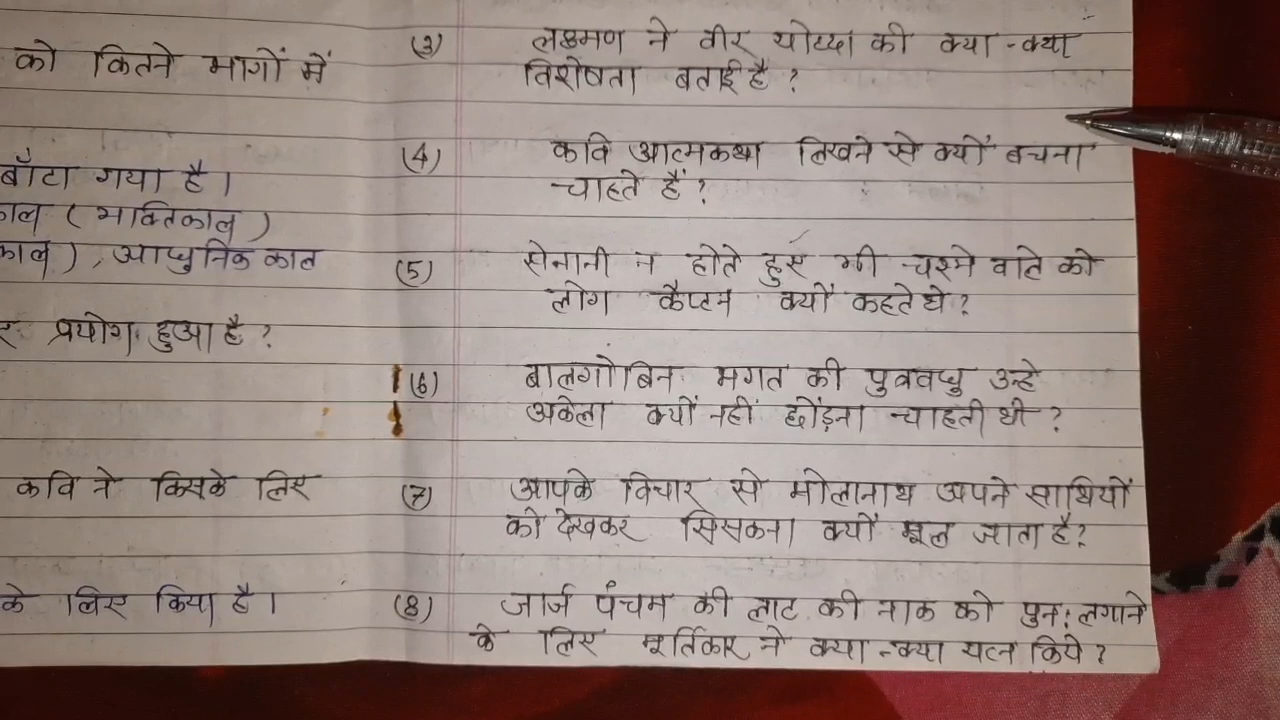 को कितने भागों में
बाँटा गया है।
काल (भक्तिकाल)
काल), आधुनिक काल
प्रयोग हुआ है?
कवि ने किसके लिए
के लिए किया है।
(3) लक्ष्मण ने वीर योध्दा की क्या-क्या
विशेषता बताई है?
(4) कवि आत्मकथा लिखने से क्यों बचना
चाहते हैं?
(5) सेनानी न होते हुए भी चश्मे वाले को
लोग कैप्टन क्यों कहते थे?
(6) बालगोबिन भगत की पुत्रवधु उन्हे
अकेला क्यों नहीं छोंड़ना चाहती थी?
(7) आपके विचार से भोलानाथ अपने साथियों
को देखकर सिसकना क्यों भूल जाता है?
(8) जार्ज पंचम की लाट की नाक को पुन: लगाने
के लिए मूर्तिकार ने क्या-क्या यत्न किये?